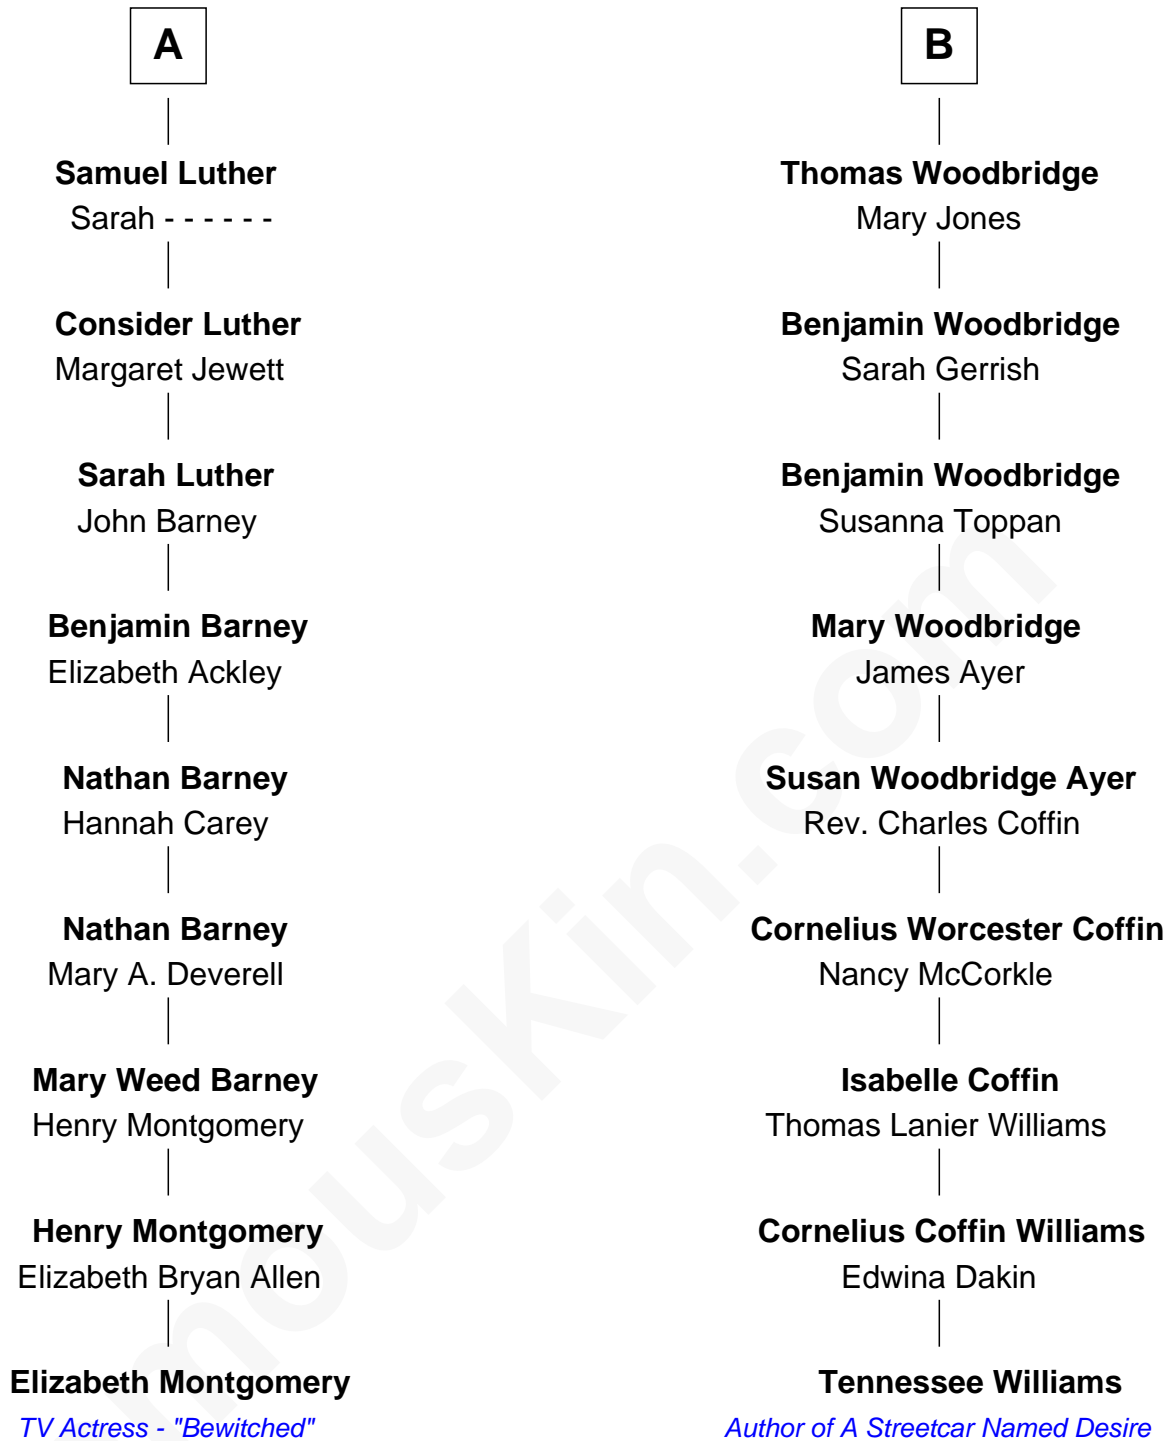 A
B
Samuel Luther
Sarah - - - - - -
Thomas Woodbridge
Mary Jones
Consider Luther
Margaret Jewett
Benjamin Woodbridge
Sarah Gerrish
Sarah Luther
John Barney
Benjamin Woodbridge
Susanna Toppan
Benjamin Barney
Elizabeth Ackley
Mary Woodbridge
James Ayer
Nathan Barney
Hannah Carey
Susan Woodbridge Ayer
Rev. Charles Coffin
Nathan Barney
Mary A. Deverell
Cornelius Worcester Coffin
Nancy McCorkle
Mary Weed Barney
Henry Montgomery
Isabelle Coffin
Thomas Lanier Williams
Henry Montgomery
Elizabeth Bryan Allen
Cornelius Coffin Williams
Edwina Dakin
Elizabeth Montgomery
TV Actress - "Bewitched"
Tennessee Williams
Author of A Streetcar Named Desire
mousKin.com